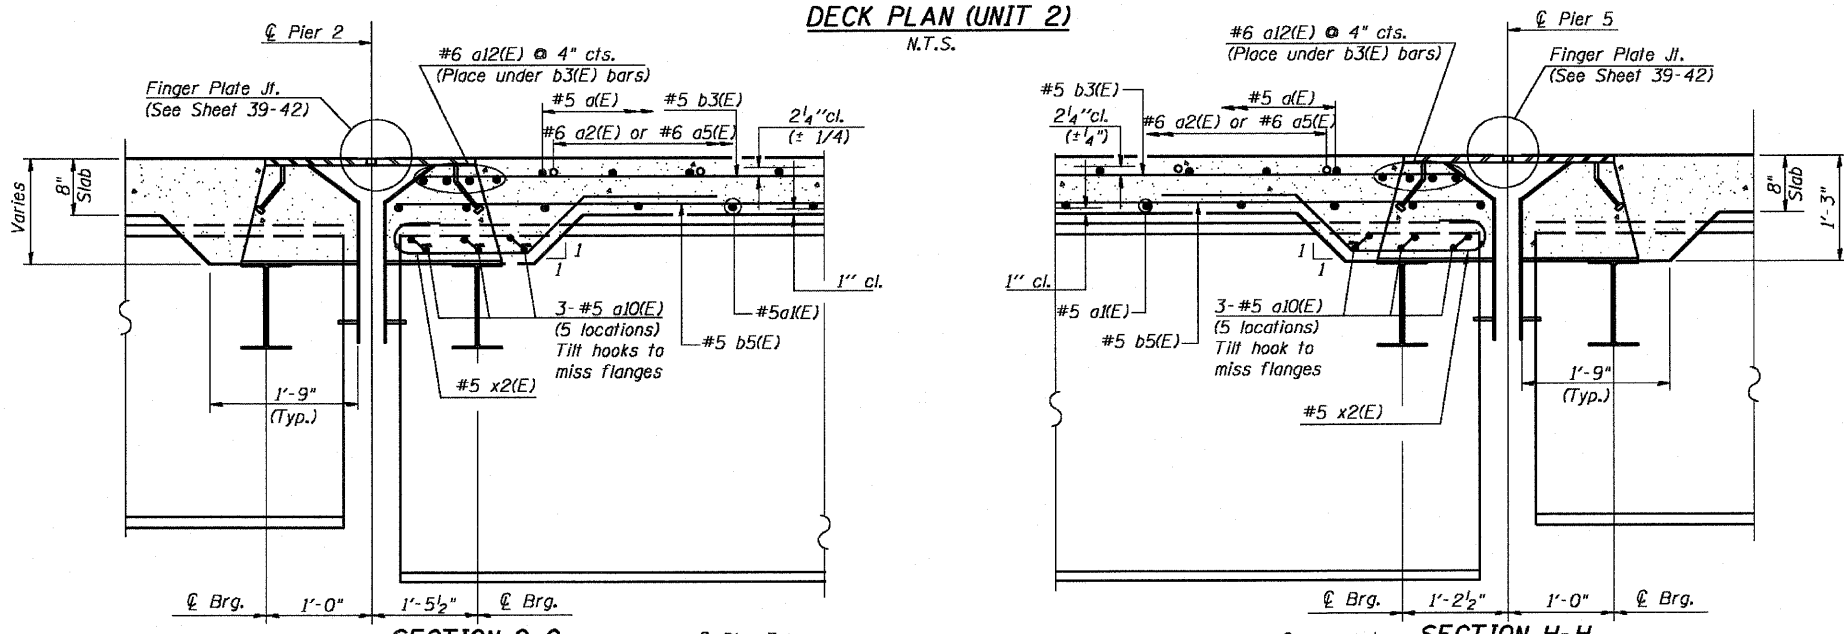 DECK PLAN (UNIT 2)
N.T.S.
℄ Pier 2
#6 a12(E) @ 4" cts.
(Place under b3(E) bars)
Finger Plate Jt.
(See Sheet 39-42)
#5 a(E)
#5 b3(E)
#6 a2(E) or #6 a5(E)
2¼" cl.
(± 1/4)
Varies
8"
Slab
1
1
1" cl.
3-#5 a10(E)
(5 locations)
Tilt hooks to
miss flanges
#5a1(E)
#5 b5(E)
#5 x2(E)
1'-9"
(Typ.)
℄ Brg.
1'-0"
1'-5½"
℄ Brg.
℄ Pier 5
#6 a12(E) @ 4" cts.
(Place under b3(E) bars)
Finger Plate Jt.
(See Sheet 39-42)
#5 b3(E)
#5 a(E)
2¼" cl.
(±¼")
#6 a2(E) or #6 a5(E)
8"
Slab
1'-3"
1
1
1" cl.
#5 a1(E)
#5 b5(E)
3-#5 a10(E)
(5 locations)
Tilt hook to
miss flanges
#5 x2(E)
1'-9"
(Typ.)
℄ Brg.
1'-2½"
1'-0"
℄ Brg.
SECTION H-H